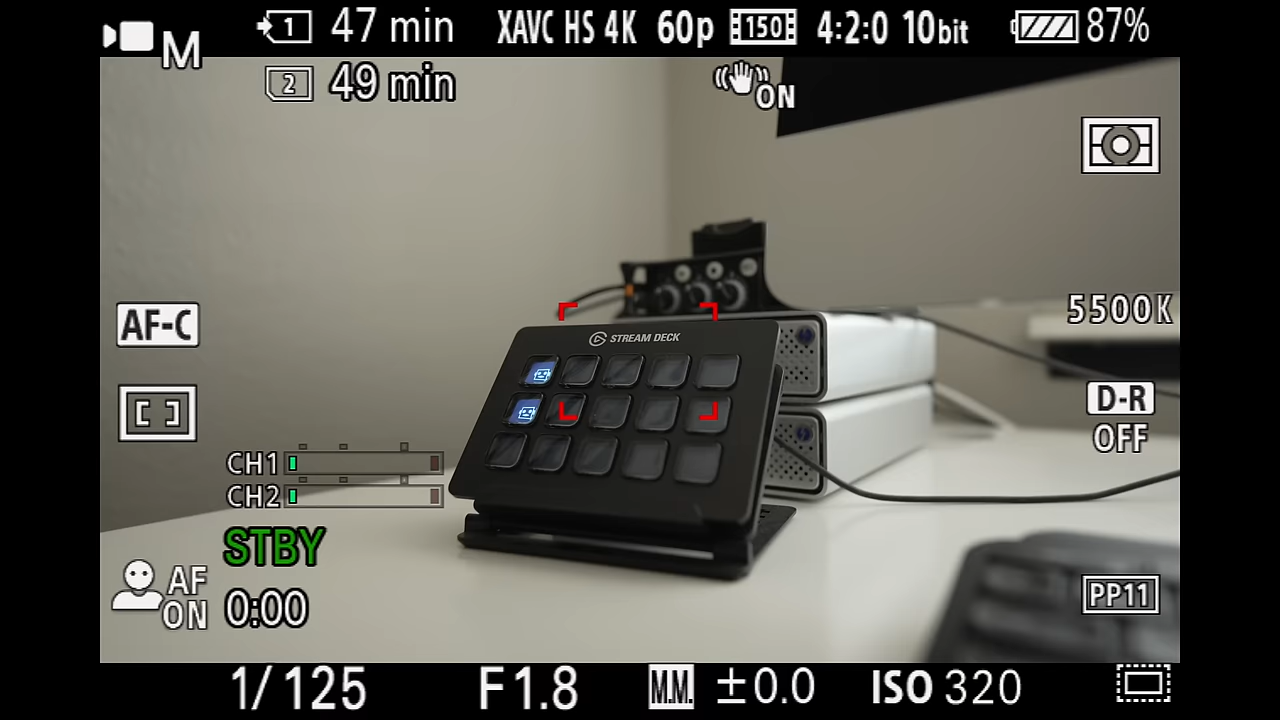 M
1 47 min XAVC HS 4K 60p 150 4:2:0 10bit 87%
2 49 min
ON
5500K
AF-C
STREAM DECK
D-R
OFF
CH1
CH2
STBY
AF
ON
0:00
PP11
1/125 F1.8 M.M. ±0.0 ISO 320